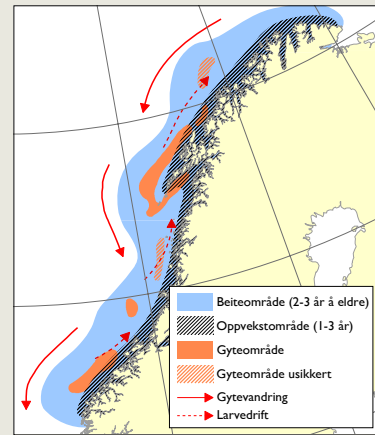 Beiteområde (2-3 år å eldre)
Oppvekstområde (1-3 år)
Gyteområde
Gyteområde usikkert
Gytevandring
Larvedrift